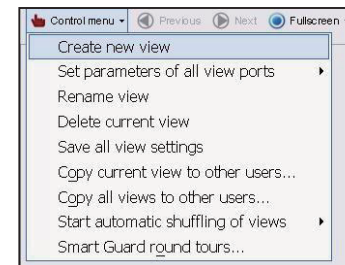 Control menu Previous Next Fullscreen
Create new view
Set parameters of all view ports
Rename view
Delete current view
Save all view settings
Copy current view to other users...
Copy all views to other users...
Start automatic shuffling of views
Smart Guard round tours...